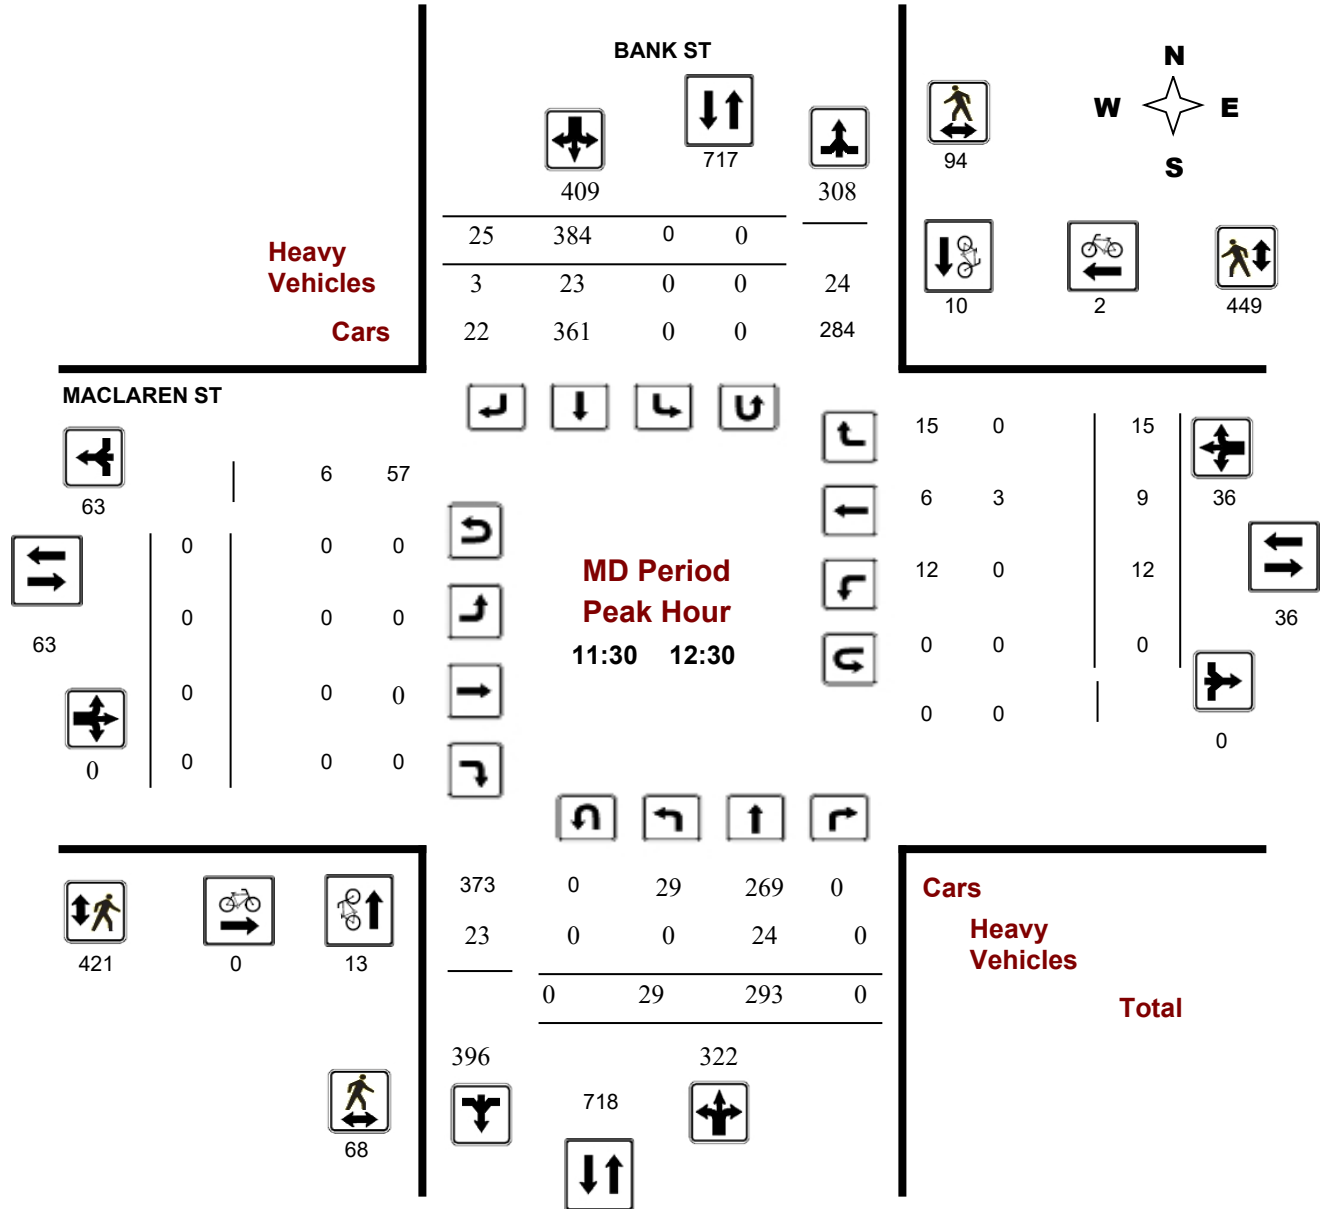 BANK ST
N
W E
S
717
94
409
308
25 384 0 0
Heavy
Vehicles
3 23 0 0 24
Cars
22 361 0 0 284
10 2 449
MACLAREN ST
15 0 15
6 57
63
6 3 9 36
0 0 0
MD Period
12 0 12
Peak Hour
0 0 0
36
63
11:30 12:30
0 0 0
0 0 0
0 0
0
0 0 0 0
373 0 29 269 0
Cars
23 0 0 24 0
Heavy
Vehicles
421 0 13
0 29 293 0
Total
396 322
718
68